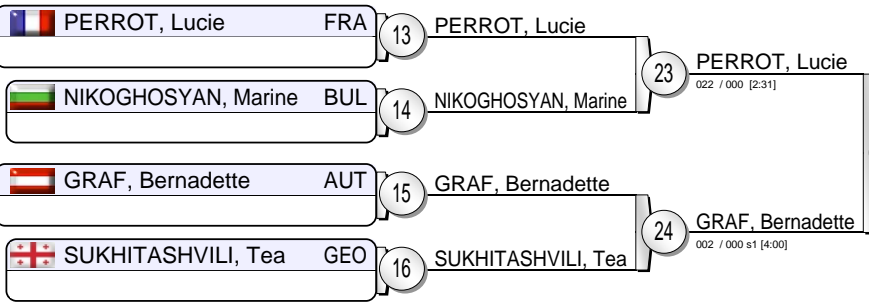 PERROT, Lucie FRA 13 PERROT, Lucie
23 PERROT, Lucie
022 / 000 [2:31]
NIKOGHOSYAN, Marine BUL 14 NIKOGHOSYAN, Marine
GRAF, Bernadette AUT 15 GRAF, Bernadette
24 GRAF, Bernadette
002 / 000 s1 [4:00]
SUKHITASHVILI, Tea GEO 16 SUKHITASHVILI, Tea